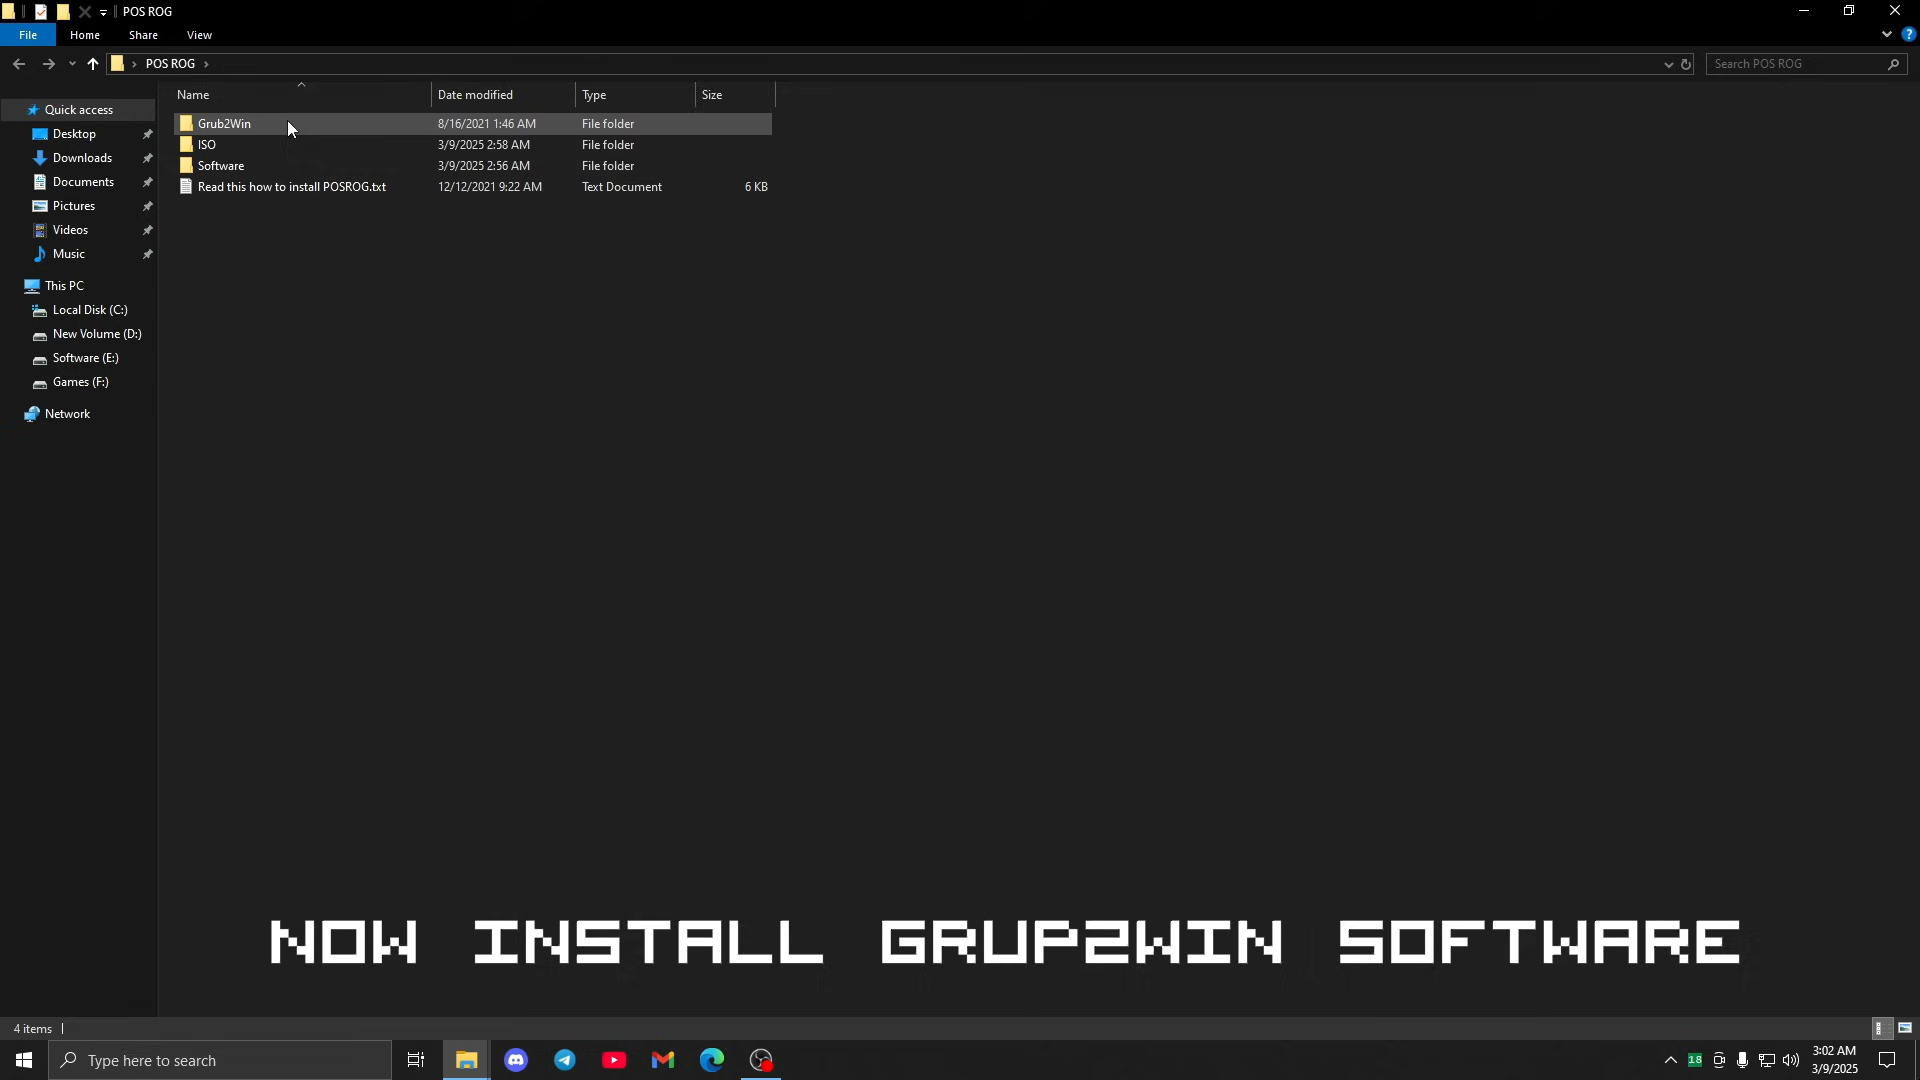 POS ROG
File Home Share View
POS ROG
Search POS ROG
Name Date modified Type Size
Quick access
Desktop
Downloads
Documents
Pictures
Videos
Music
This PC
Local Disk (C:)
New Volume (D:)
Software (E:)
Games (F:)
Network
Grub2Win 8/16/2021 1:46 AM File folder
ISO 3/9/2025 2:58 AM File folder
Software 3/9/2025 2:56 AM File folder
Read this how to install POSROG.txt 12/12/2021 9:22 AM Text Document 6 KB
NOW INSTALL GRUP2WIN SOFTWARE
4 items
Type here to search
18
3:02 AM
3/9/2025